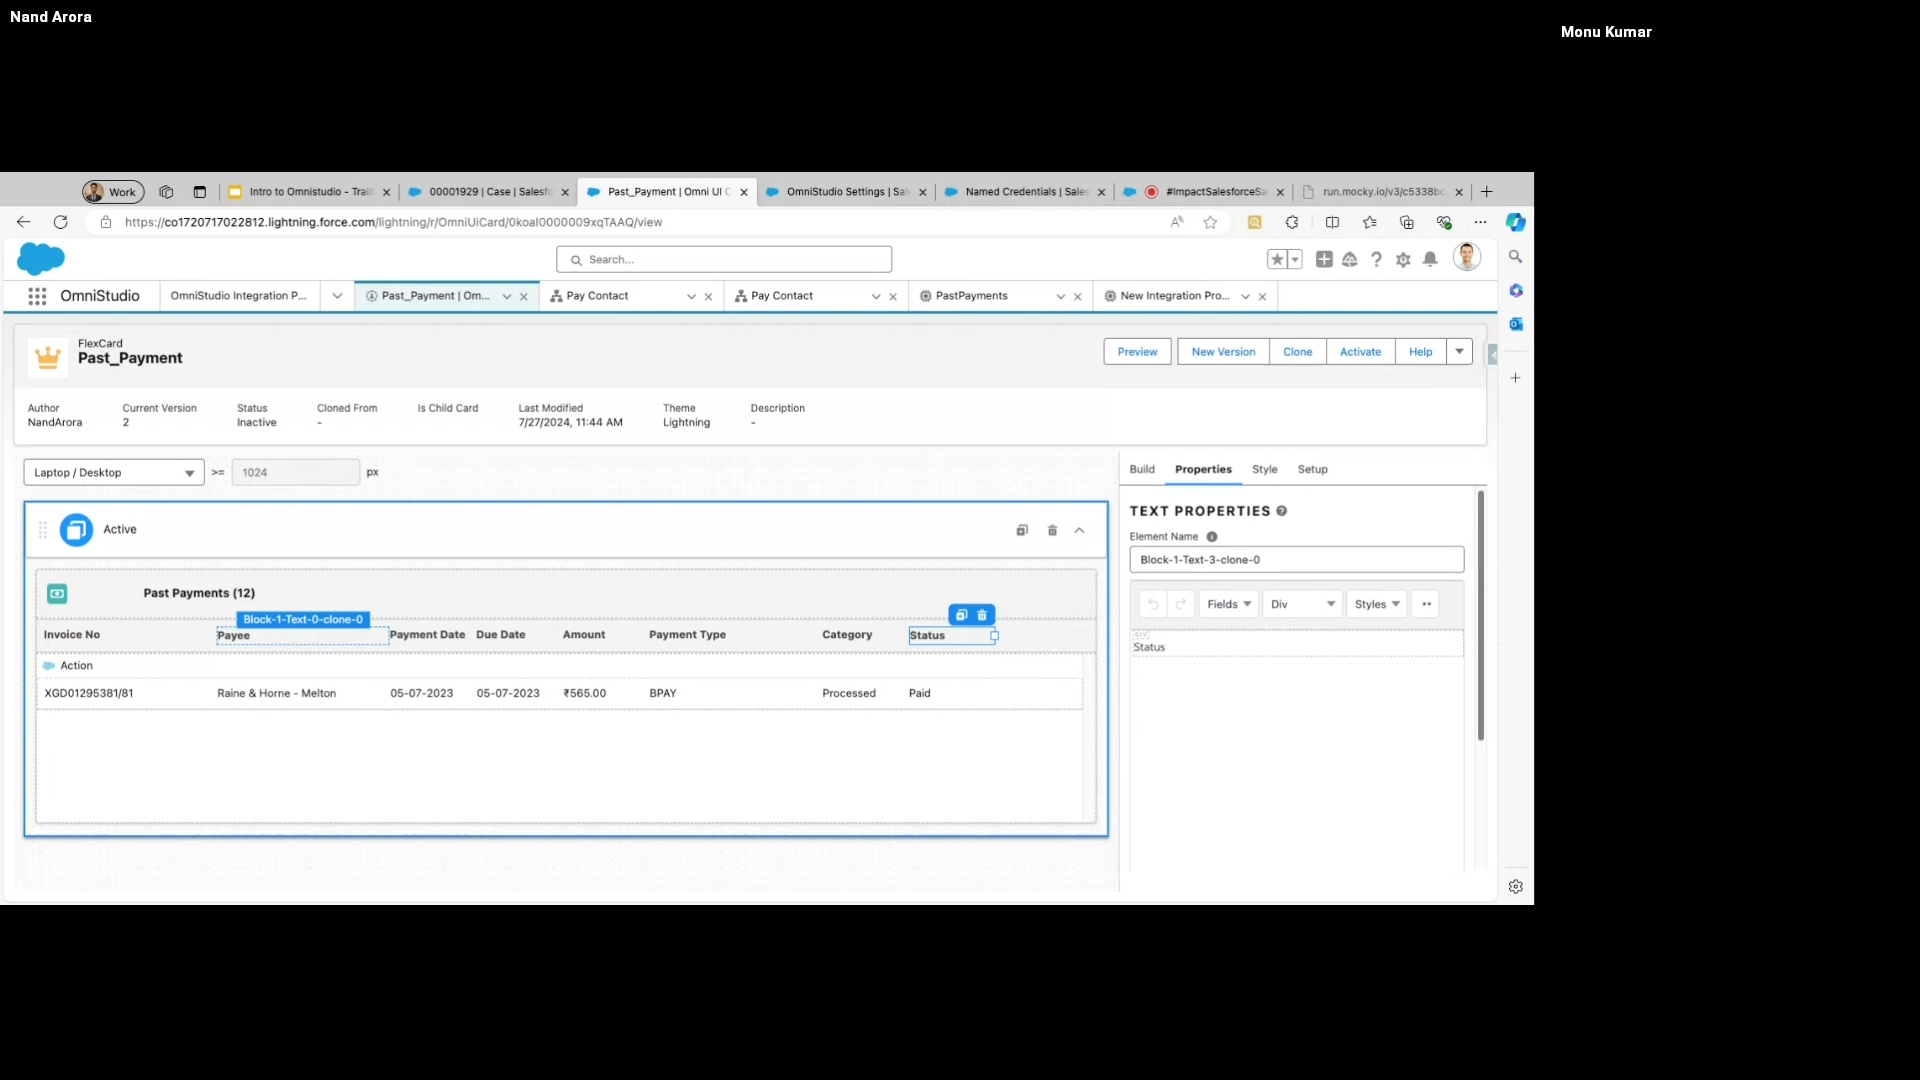 Nand Arora
Monu Kumar
Work
Intro to Omnistudio - Trail
00001929 | Case | Salesfo
Past_Payment | Omni UI C
OmniStudio Settings | Sal
Named Credentials | Sales
#ImpactSalesforceSa
run.mocky.io/v3/c5338bc
https://co1720717022812.lightning.force.com/lightning/r/OmniUiCard/0koal0000009xqTAAQ/view
Search...
OmniStudio
OmniStudio Integration P...
Past_Payment | Om...
Pay Contact
Pay Contact
PastPayments
New Integration Pro...
FlexCard
Past_Payment
Preview
New Version
Clone
Activate
Help
Author
NandArora
Current Version
2
Status
Inactive
Cloned From
-
Is Child Card
Last Modified
7/27/2024, 11:44 AM
Theme
Lightning
Description
-
Laptop / Desktop
>=
1024
px
Build
Properties
Style
Setup
Active
TEXT PROPERTIES
Element Name
Block-1-Text-3-clone-0
Fields
Div
Styles
DIV
Status
Past Payments (12)
Block-1-Text-0-clone-0
Invoice No
Payee
Payment Date
Due Date
Amount
Payment Type
Category
Status
Action
XGD01295381/81
Raine & Horne - Melton
05-07-2023
05-07-2023
₹565.00
BPAY
Processed
Paid